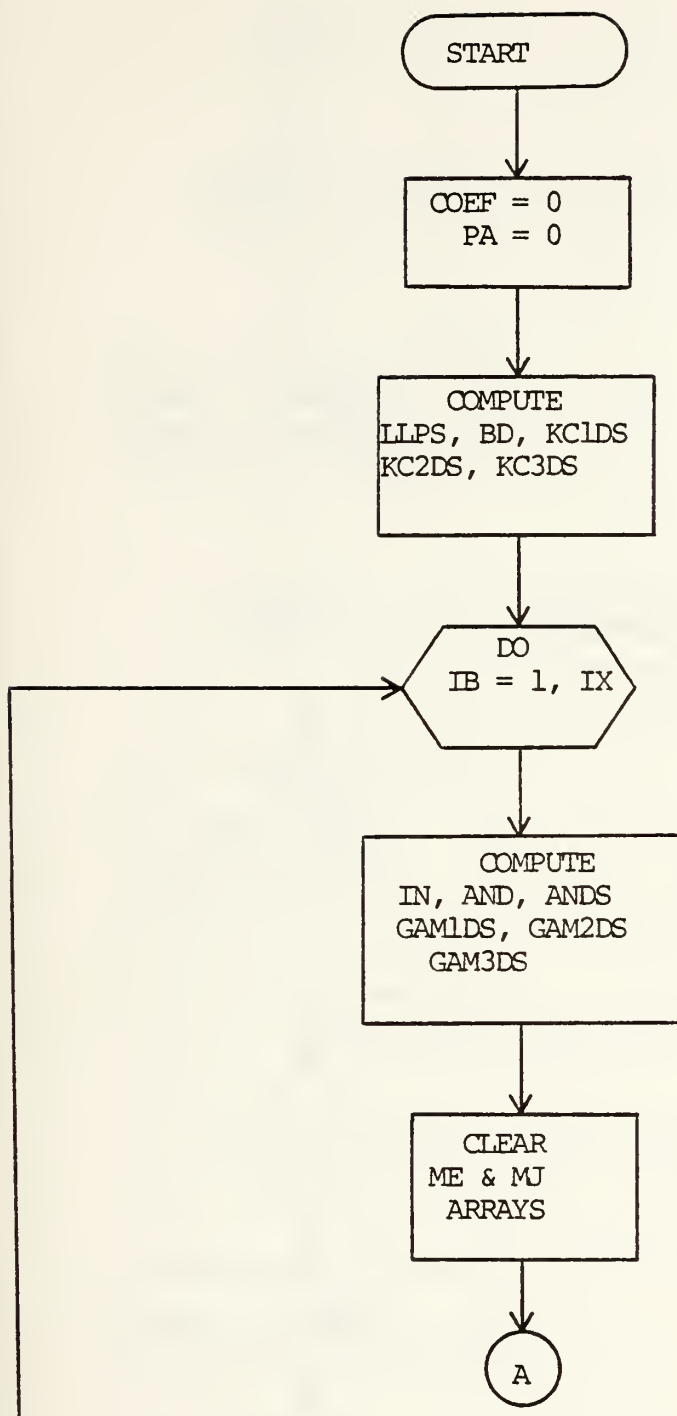 START
COEF = 0
PA = 0
COMPUTE
LLPS, BD, KC1DS
KC2DS, KC3DS
DO
IB = 1, IX
COMPUTE
IN, AND, ANDS
GAM1DS, GAM2DS
GAM3DS
CLEAR
ME & MJ
ARRAYS
A